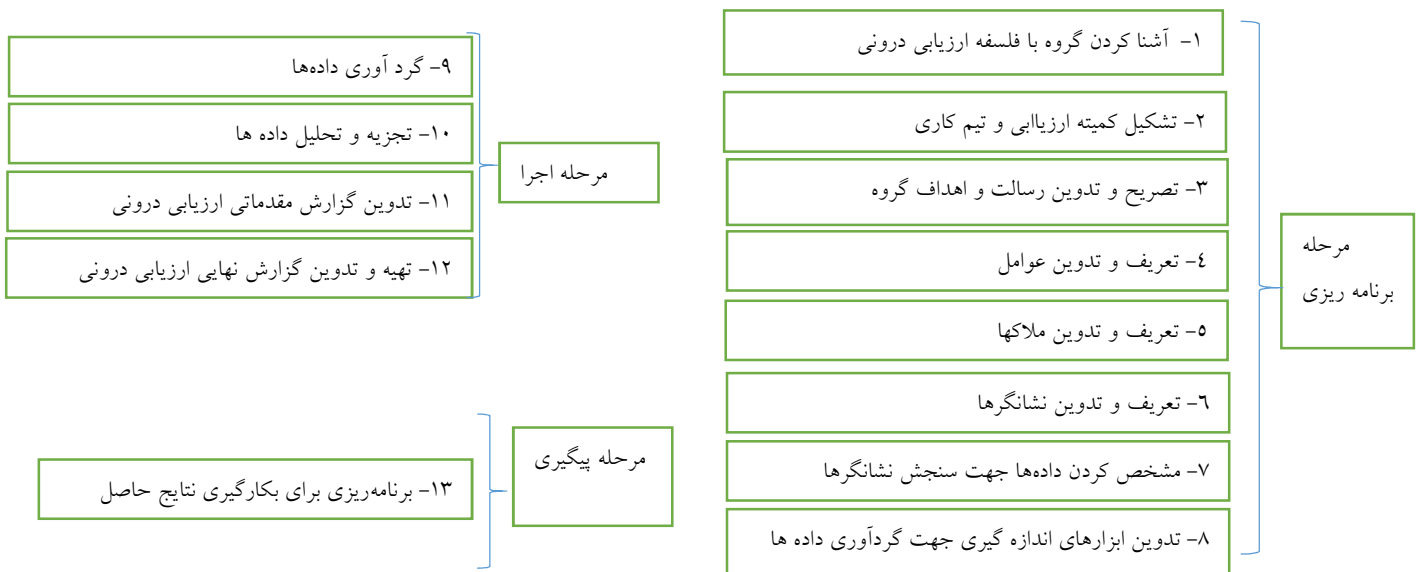 مرحله
برنامه ریزی
۱- آشنا کردن گروه با فلسفه ارزیابی درونی
۲- تشکیل کمیته ارزیاابی و تیم کاری
۳- تصریح و تدوین رسالت و اهداف گروه
٤- تعریف و تدوین عوامل
٥- تعریف و تدوین ملاکها
٦- تعریف و تدوین نشانگرها
۷- مشخص کردن داده‌ها جهت سنجش نشانگرها
۸- تدوین ابزارهای اندازه گیری جهت گردآوری داده ها
مرحله اجرا
۹- گرد آوری داده‌ها
۱۰- تجزیه و تحلیل داده ها
۱۱- تدوین گزارش مقدماتی ارزیابی درونی
۱۲- تهیه و تدوین گزارش نهایی ارزیابی درونی
مرحله پیگیری
۱۳- برنامه‌ریزی برای بکارگیری نتایج حاصل